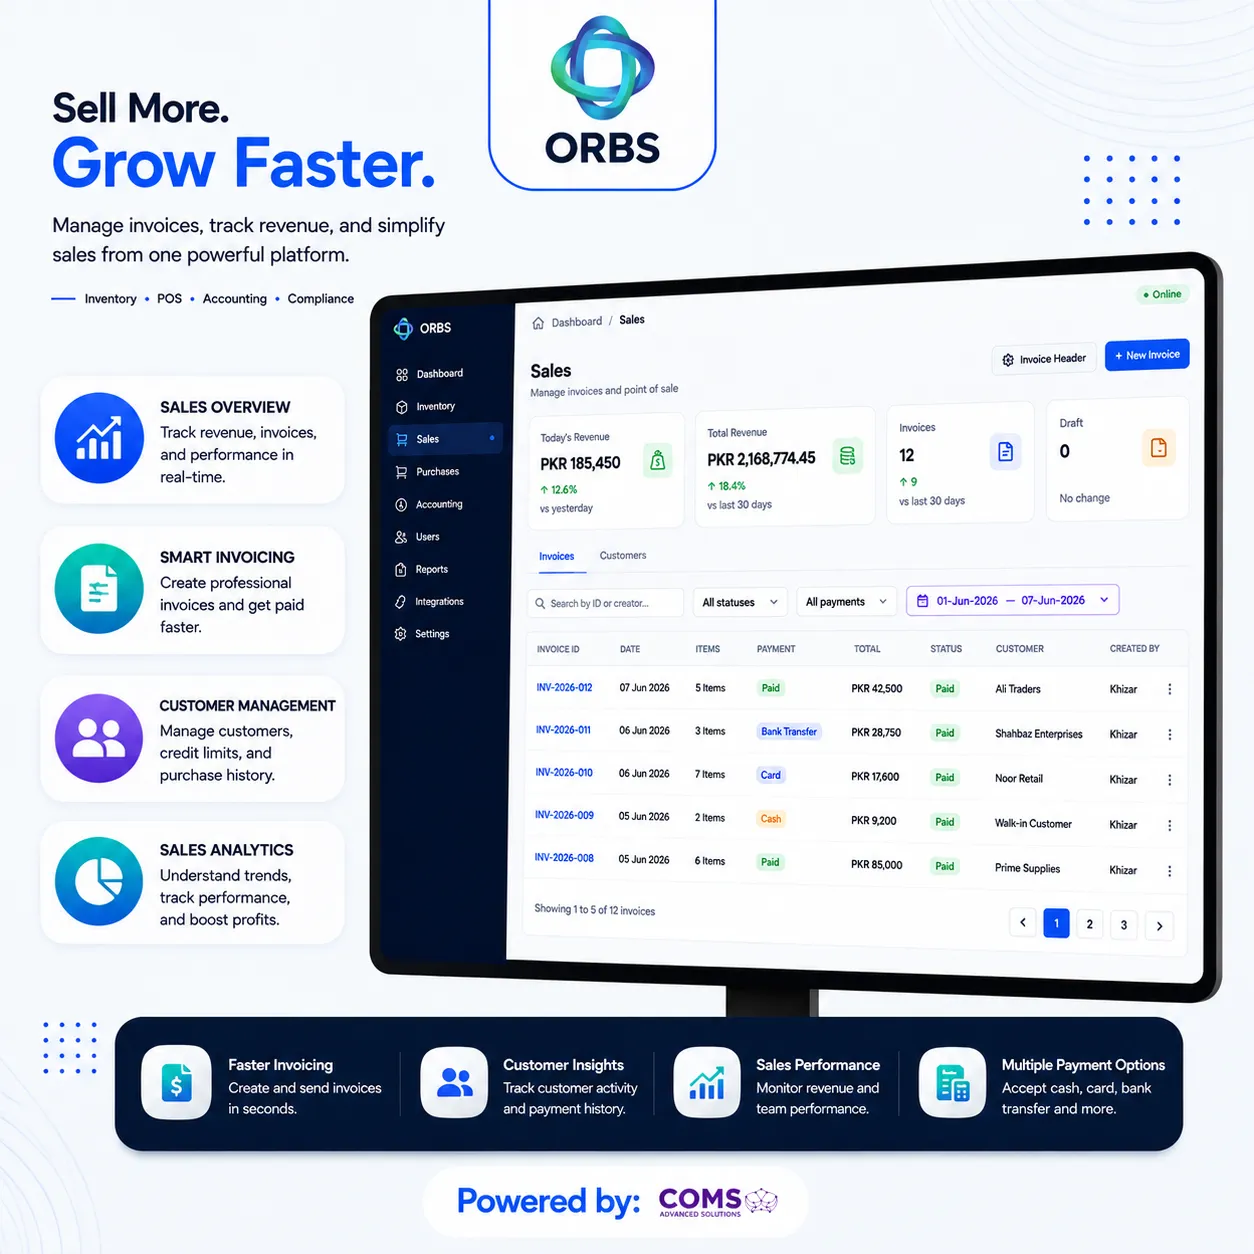 ORBS
Sell More.
Grow Faster.
Manage invoices, track revenue, and simplify
sales from one powerful platform.
Inventory • POS • Accounting • Compliance
SALES OVERVIEW
Track revenue, invoices,
and performance in
real-time.
SMART INVOICING
Create professional
invoices and get paid
faster.
CUSTOMER MANAGEMENT
Manage customers,
credit limits, and
purchase history.
SALES ANALYTICS
Understand trends,
track performance,
and boost profits.
ORBS
Dashboard
Inventory
Sales
Purchases
Accounting
Users
Reports
Integrations
Settings
Dashboard / Sales
Online
Sales
Manage invoices and point of sale
Invoice Header
+ New Invoice
Today's Revenue
PKR 185,450
↑ 12.6%
vs yesterday
Total Revenue
PKR 2,168,774.45
↑ 18.4%
vs last 30 days
Invoices
12
↑ 9
vs last 30 days
Draft
0
No change
Invoices Customers
Search by ID or creator... All statuses All payments 01-Jun-2026 — 07-Jun-2026
INVOICE ID DATE ITEMS PAYMENT TOTAL STATUS CUSTOMER CREATED BY
INV-2026-012 07 Jun 2026 5 Items Paid PKR 42,500 Paid Ali Traders Khizar
INV-2026-011 06 Jun 2026 3 Items Bank Transfer PKR 28,750 Paid Shahbaz Enterprises Khizar
INV-2026-010 06 Jun 2026 7 Items Card PKR 17,600 Paid Noor Retail Khizar
INV-2026-009 05 Jun 2026 2 Items Cash PKR 9,200 Paid Walk-in Customer Khizar
INV-2026-008 05 Jun 2026 6 Items Paid PKR 85,000 Paid Prime Supplies Khizar
Showing 1 to 5 of 12 invoices
‹ 1 2 3 ›
Faster Invoicing
Create and send invoices
in seconds.
Customer Insights
Track customer activity
and payment history.
Sales Performance
Monitor revenue and
team performance.
Multiple Payment Options
Accept cash, card, bank
transfer and more.
Powered by: COMS
ADVANCED SOLUTIONS